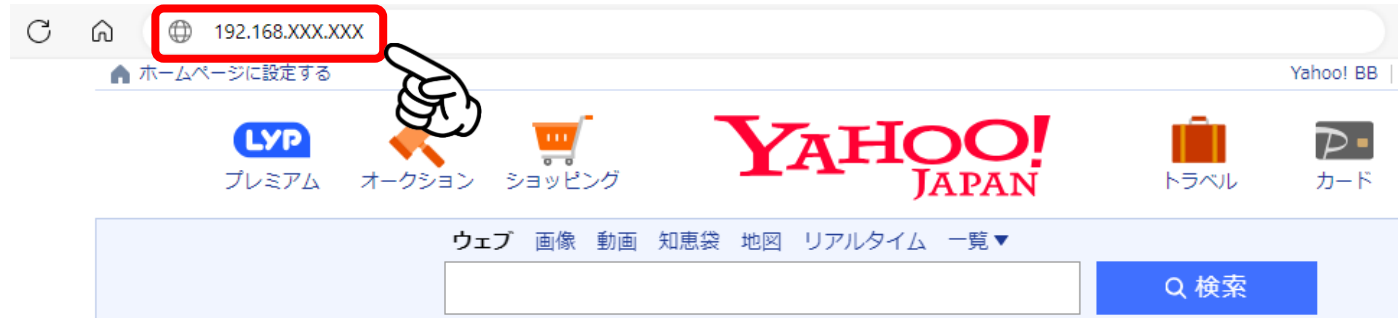 192.168.XXX.XXX
ホームページに設定する
Yahoo! BB
LYP
YAHOO!
JAPAN
プレミアム
オークション
ショッピング
トラベル
カード
ウェブ 画像 動画 知恵袋 地図 リアルタイム 一覧▼
検索